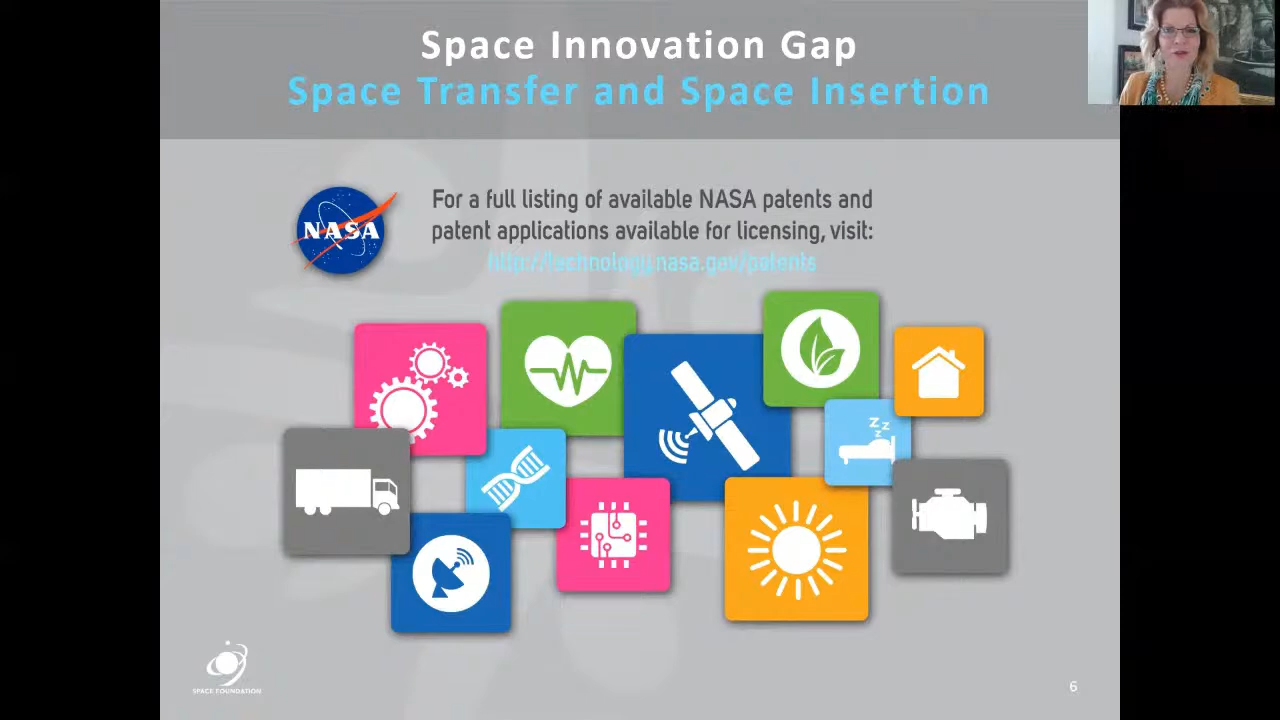 Space Innovation Gap
Space Transfer and Space Insertion
NASA
For a full listing of available NASA patents and
patent applications available for licensing, visit:
http://technology.nasa.gov/patents
Z Z
Z
SPACE FOUNDATION
6